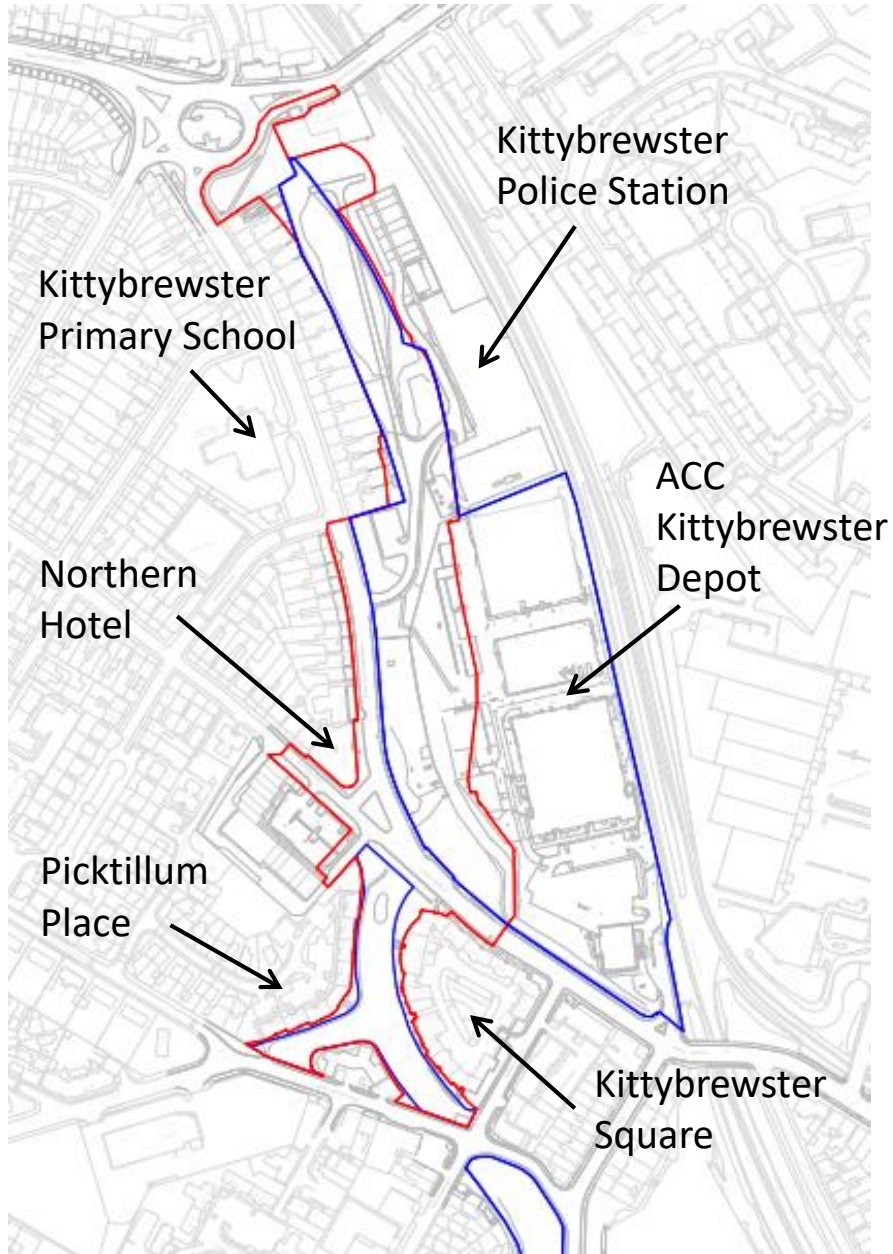 Kittybrewster
Police Station
Kittybrewster
Primary School
ACC
Kittybrewster
Depot
Northern
Hotel
Picktillum
Place
Kittybrewster
Square